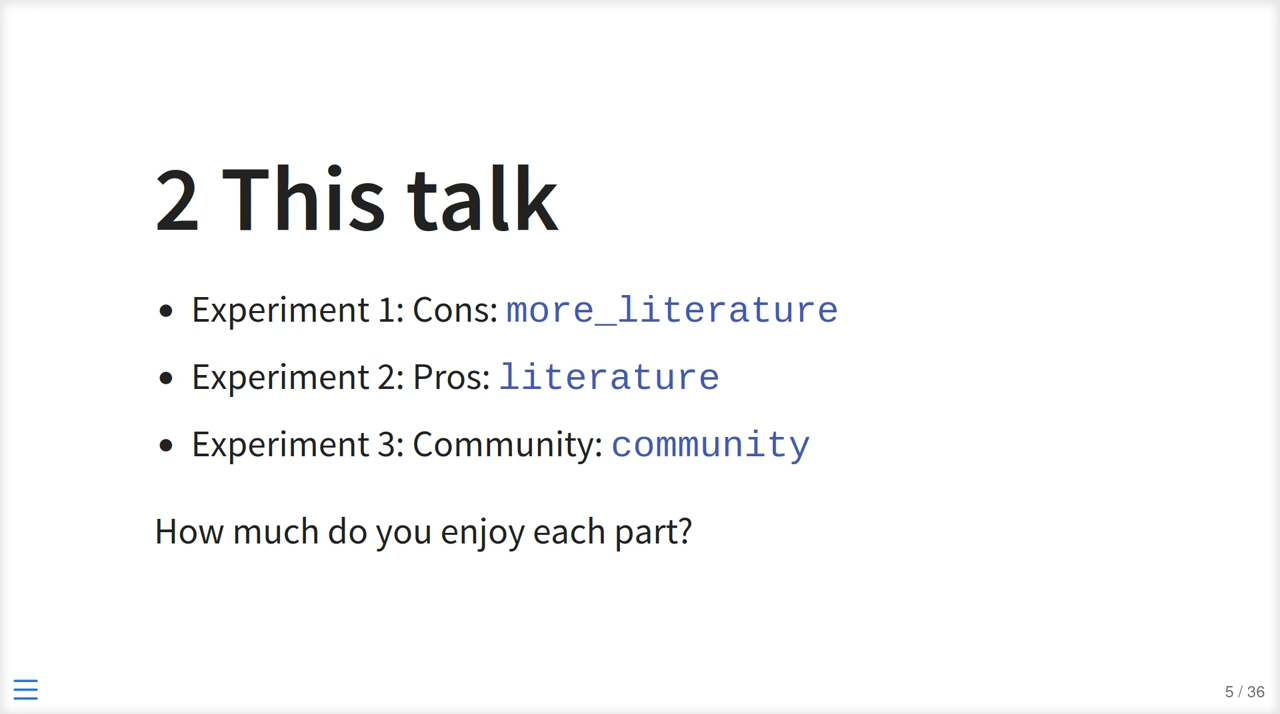 2 This talk
Experiment 1: Cons: more_literature
Experiment 2: Pros: literature
Experiment 3: Community: community
How much do you enjoy each part?
5 / 36